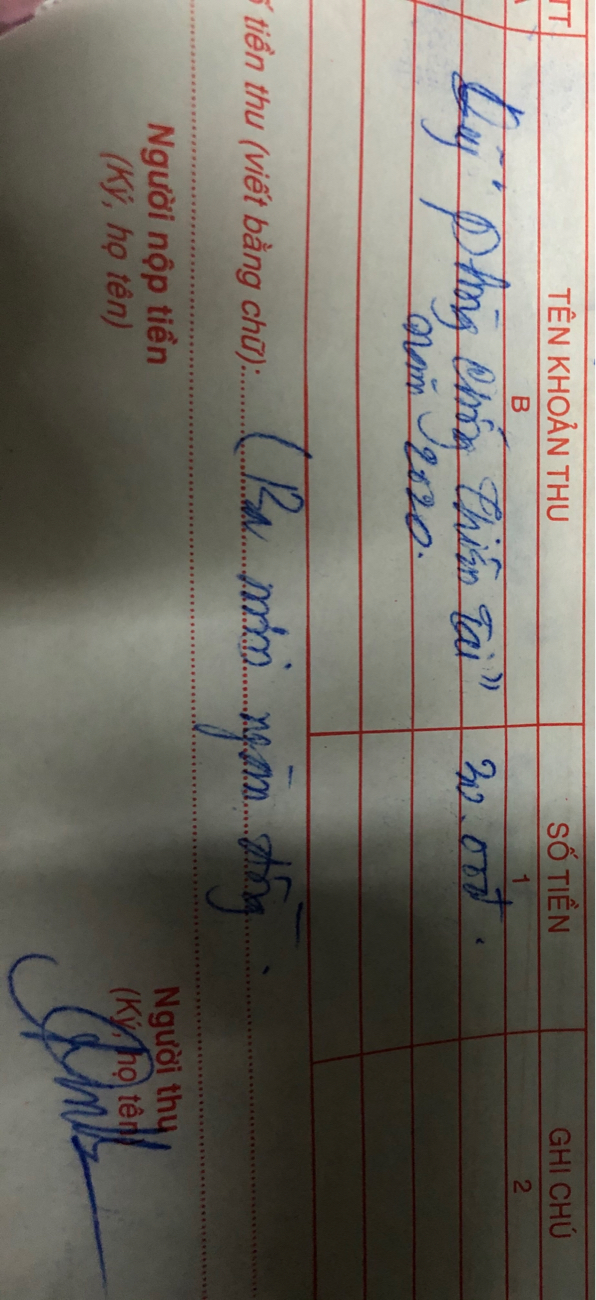 TT TÊN KHOẢN THU SỐ TIỀN GHI CHÚ
B 1 2
Quỹ "Phòng chống thiên tai" 30.000đ.
năm 2020.
ố tiền thu (viết bằng chữ): (Ba mươi ngàn đồng.
Người nộp tiền
(Ký, họ tên)
Người thu
(Ký, họ tên)